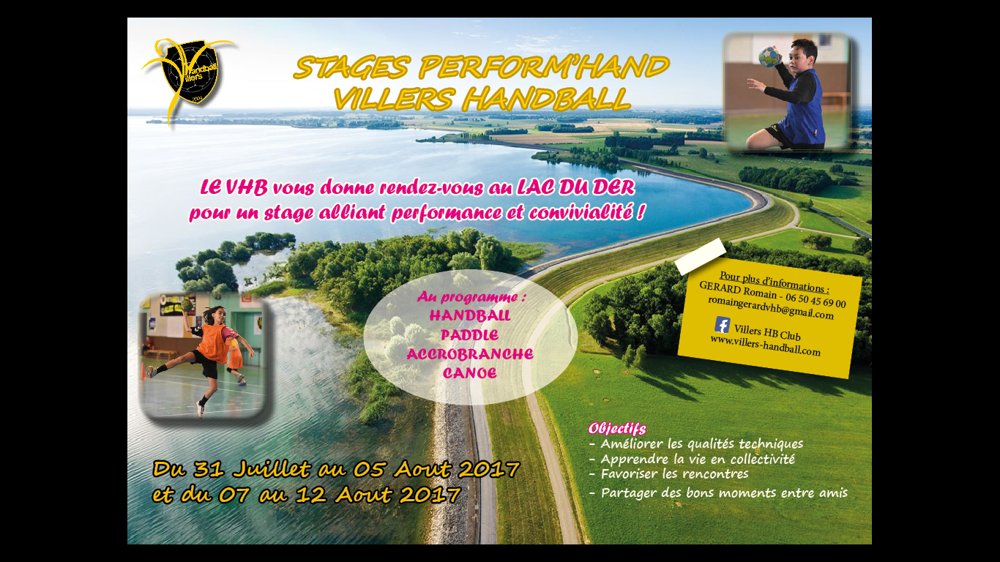 Handball
Villers
2004
STAGES PERFORM'HAND
VILLERS HANDBALL
LE VHB vous donne rendez-vous au LAC DU DER
pour un stage alliant performance et convivialité !
Au programme :
HANDBALL
PADDLE
ACCROBRANCHE
CANOE
Pour plus d'informations :
GERARD Romain - 06 50 45 69 00
romaingerardvhb@gmail.com
Villers HB Club
www.villers-handball.com
Objectifs
- Améliorer les qualités techniques
- Apprendre la vie en collectivité
- Favoriser les rencontres
- Partager des bons moments entre amis
Du 31 Juillet au 05 Aout 2017
et du 07 au 12 Aout 2017